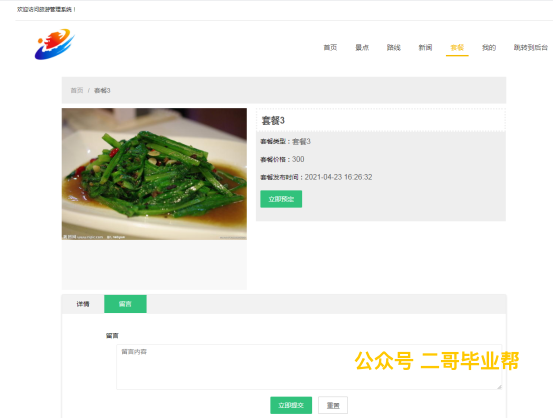 欢迎访问旅游管理系统！
首页 景点 路线 新闻 套餐 我的 跳转到后台
首页 / 套餐3
套餐3
套餐类型：套餐3
套餐价格：300
套餐发布时间：2021-04-23 16:26:32
立即预定
详情 留言
留言
留言内容
公众号 二哥毕业帮
立即提交 重置